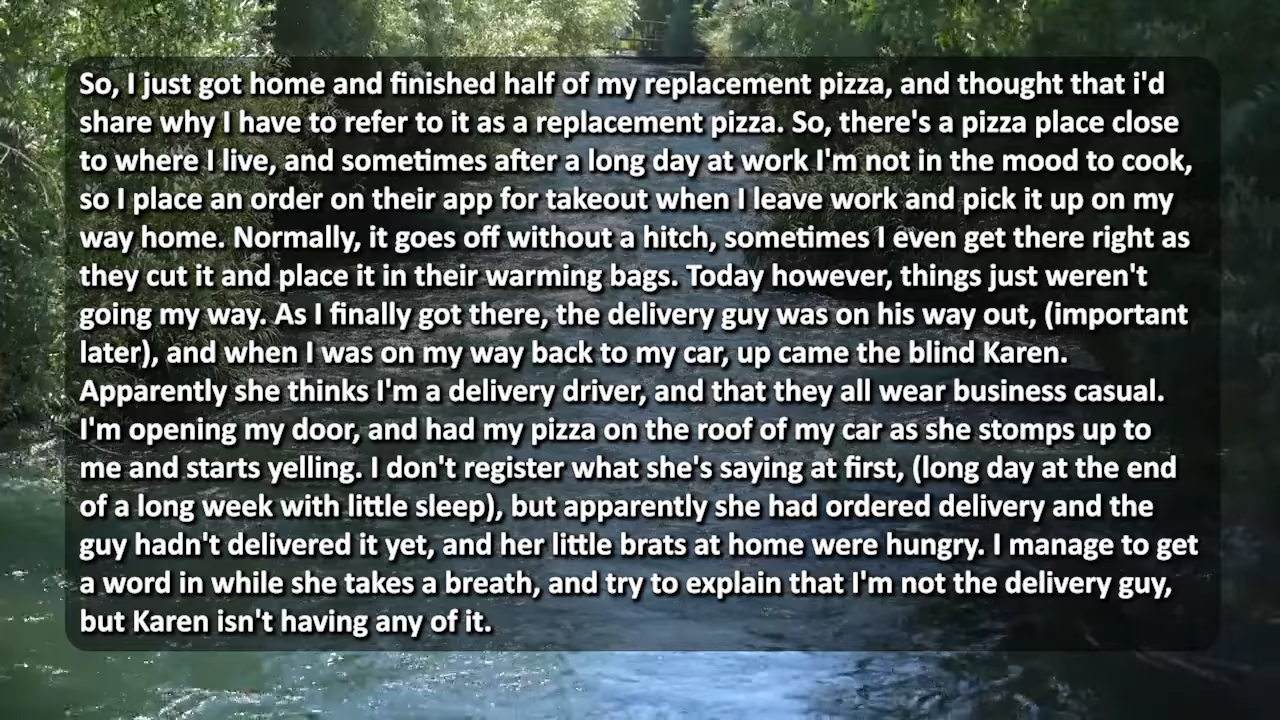 So, I just got home and finished half of my replacement pizza, and thought that i'd
share why I have to refer to it as a replacement pizza. So, there's a pizza place close
to where I live, and sometimes after a long day at work I'm not in the mood to cook,
so I place an order on their app for takeout when I leave work and pick it up on my
way home. Normally, it goes off without a hitch, sometimes I even get there right as
they cut it and place it in their warming bags. Today however, things just weren't
going my way. As I finally got there, the delivery guy was on his way out, (important
later), and when I was on my way back to my car, up came the blind Karen.
Apparently she thinks I'm a delivery driver, and that they all wear business casual.
I'm opening my door, and had my pizza on the roof of my car as she stomps up to
me and starts yelling. I don't register what she's saying at first, (long day at the end
of a long week with little sleep), but apparently she had ordered delivery and the
guy hadn't delivered it yet, and her little brats at home were hungry. I manage to get
a word in while she takes a breath, and try to explain that I'm not the delivery guy,
but Karen isn't having any of it.